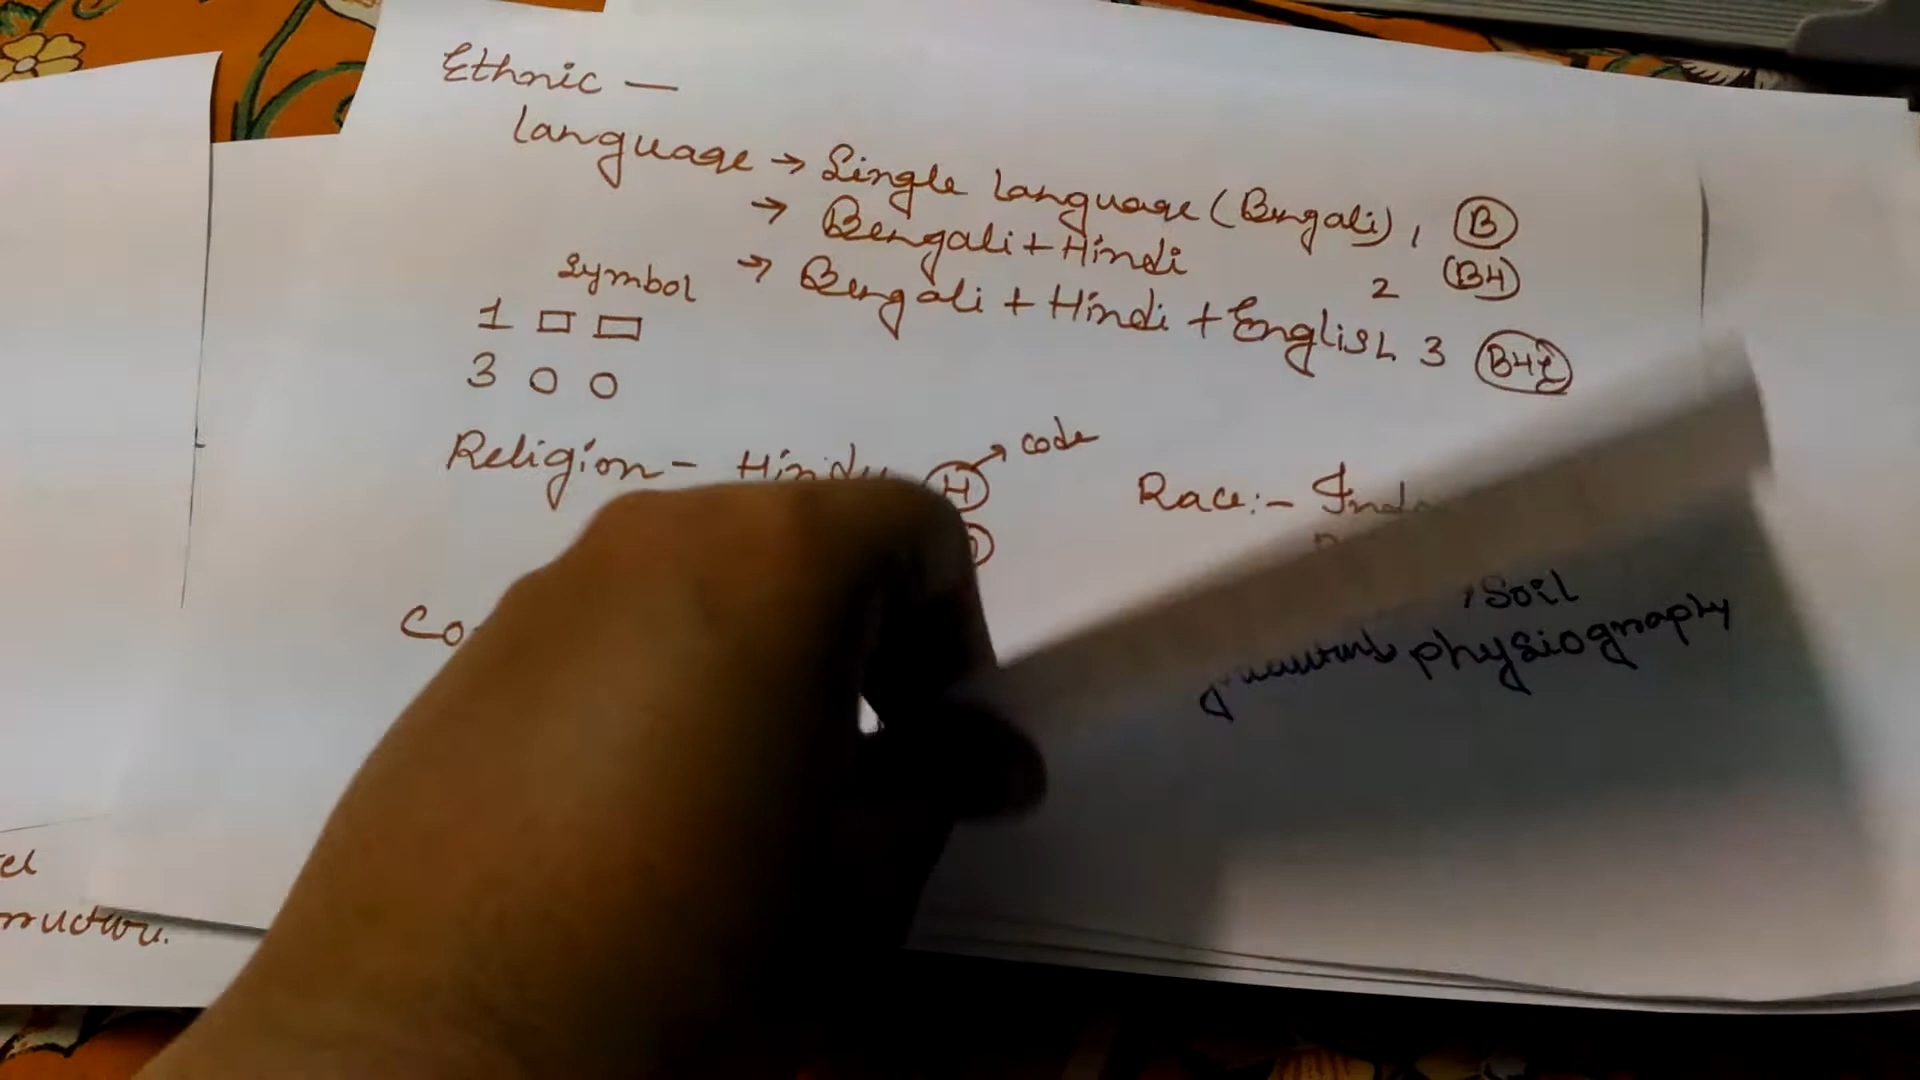 Ethnic —
Language → Single Language (Bengali), 1 (B)
→ Bengali + Hindi 2 (BH)
→ Bengali + Hindi + English 3 (BHE)
Symbol
1 □ □
3 ○ ○
Religion - Hindu (H) → code
Race :-
, Soil
physiography